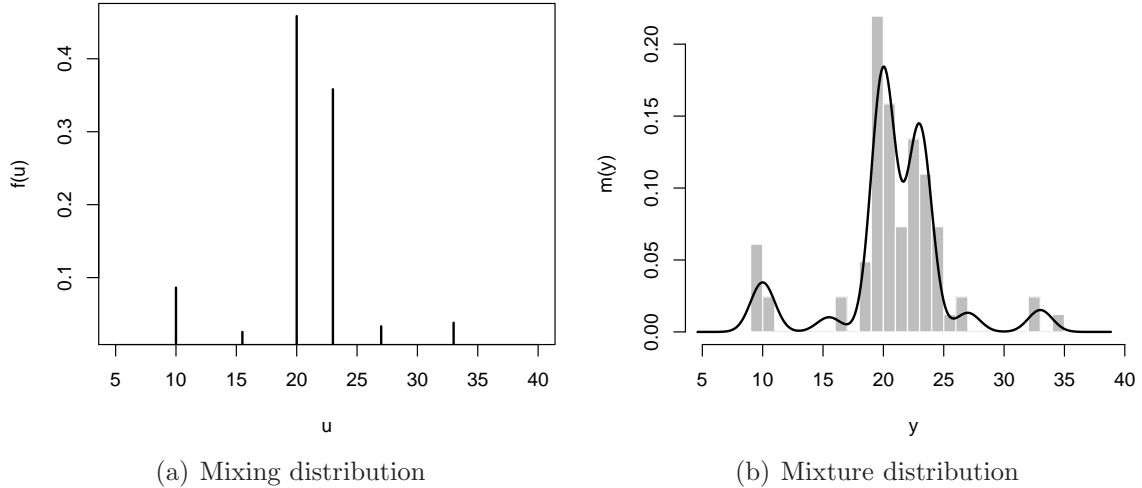 0.4
0.3
0.2
0.1
f(u)
5 10 15 20 25 30 35 40
u
(a) Mixing distribution
0.20
0.15
0.10
0.05
0.00
m(y)
5 10 15 20 25 30 35 40
y
(b) Mixture distribution